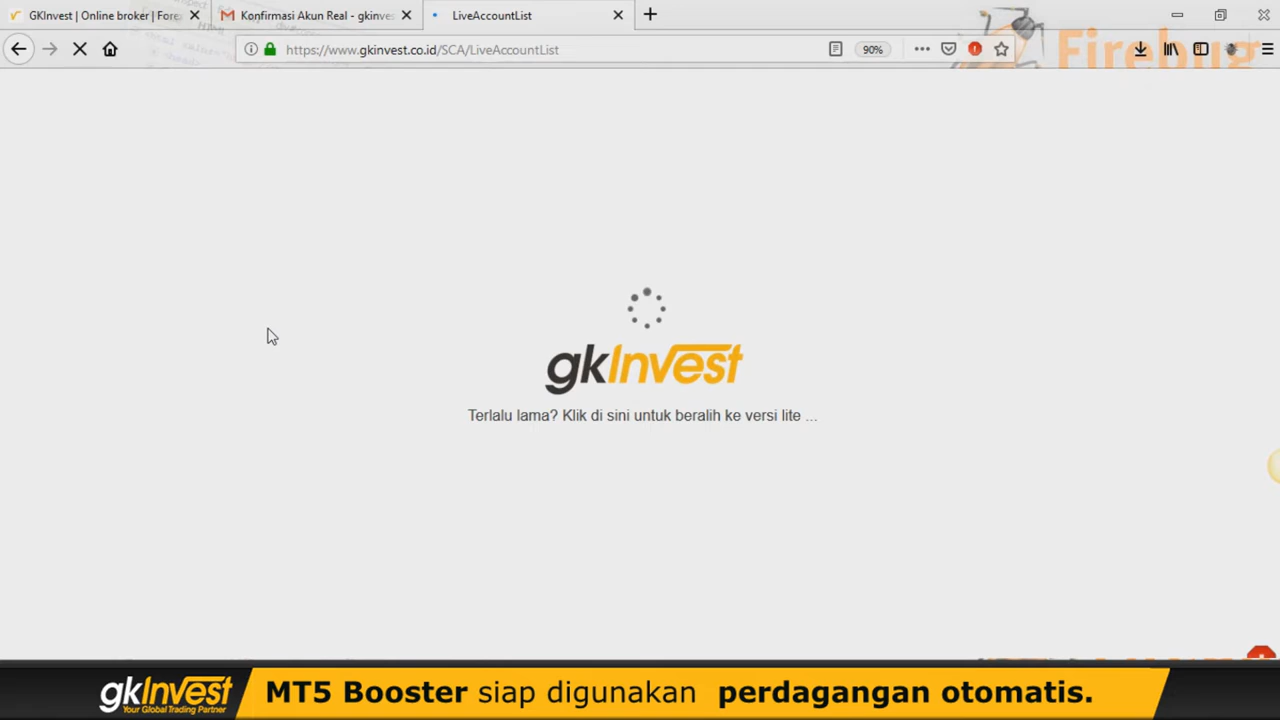 GKInvest | Online broker | Fore
Konfirmasi Akun Real - gkinves
LiveAccountList
https://www.gkinvest.co.id/SCA/LiveAccountList
90%
Firebug
gkInvest
Terlalu lama? Klik di sini untuk beralih ke versi lite ...
gkInvest
Your Global Trading Partner
MT5 Booster siap digunakan perdagangan otomatis.